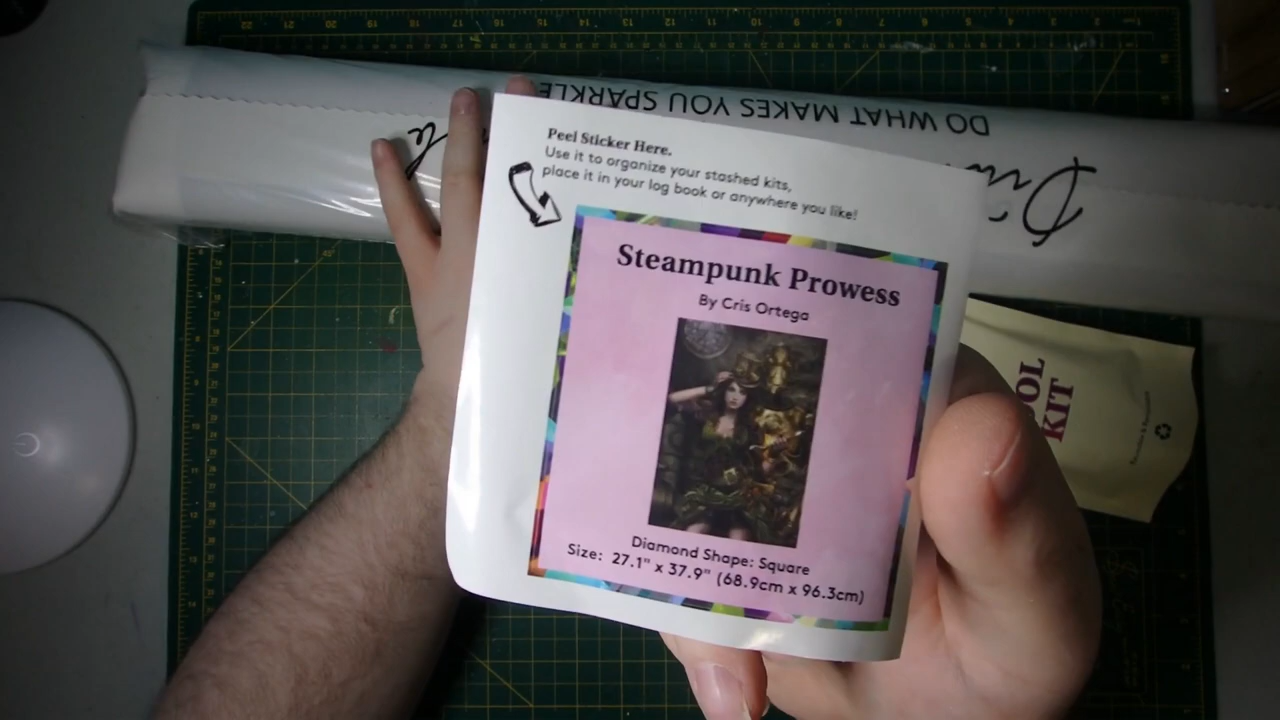 DO WHAT MAKES YOU SPARKLE
Peel Sticker Here.
Use it to organize your stashed kits,
place it in your log book or anywhere you like!
Steampunk Prowess
By Cris Ortega
Diamond Shape: Square
Size: 27.1" x 37.9" (68.9cm x 96.3cm)
KIT